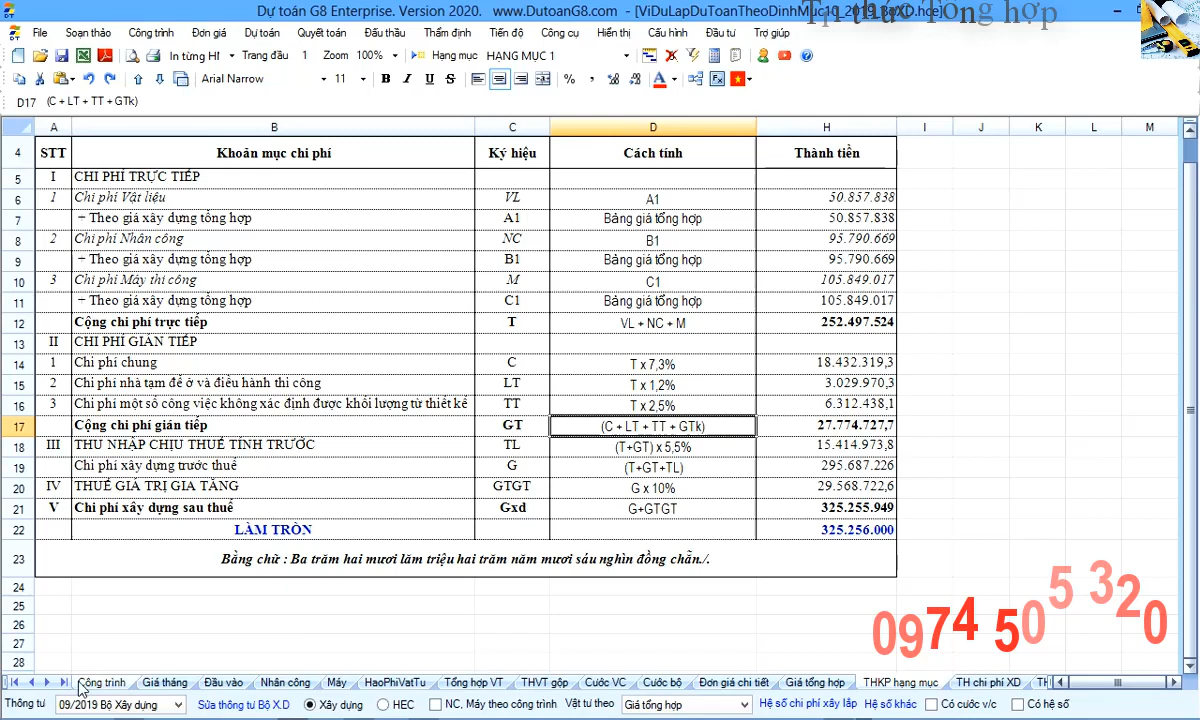 Dự toán G8 Enterprise. Version 2020.   www.DutoanG8.com  - [ViDuLapDuToanTheoDinhMuc10_2019_BoXD.hce]
Tri thức Tổng hợp
File Soạn thảo Công trình Đơn giá Dự toán Quyết toán Đấu thầu Thẩm định Tiến độ Công cụ Hiển thị Cấu hình Đầu tư Trợ giúp
In từng HI Trang đầu 1 Zoom 100% Hạng mục HẠNG MỤC 1
Arial Narrow 11 B I U S % , A Fx
D17 (C + LT + TT + GTk)
A B C D H I J K L M
4 STT Khoản mục chi phí Ký hiệu Cách tính Thành tiền
5 I CHI PHÍ TRỰC TIẾP
6 1 Chi phí Vật liệu VL A1 50.857.838
7 + Theo giá xây dựng tổng hợp A1 Bảng giá tổng hợp 50.857.838
8 2 Chi phí Nhân công NC B1 95.790.669
9 + Theo giá xây dựng tổng hợp B1 Bảng giá tổng hợp 95.790.669
10 3 Chi phí Máy thi công M C1 105.849.017
11 + Theo giá xây dựng tổng hợp C1 Bảng giá tổng hợp 105.849.017
12 Cộng chi phí trực tiếp T VL + NC + M 252.497.524
13 II CHI PHÍ GIÁN TIẾP
14 1 Chi phí chung C T x 7,3% 18.432.319,3
15 2 Chi phí nhà tạm để ở và điều hành thi công LT T x 1,2% 3.029.970,3
16 3 Chi phí một số công việc không xác định được khối lượng từ thiết kế TT T x 2,5% 6.312.438,1
17 Cộng chi phí gián tiếp GT (C + LT + TT + GTk) 27.774.727,7
18 III THU NHẬP CHỊU THUẾ TÍNH TRƯỚC TL (T+GT) x 5,5% 15.414.973,8
19 Chi phí xây dựng trước thuế G (T+GT+TL) 295.687.226
20 IV THUẾ GIÁ TRỊ GIA TĂNG GTGT G x 10% 29.568.722,6
21 V Chi phí xây dựng sau thuế Gxd G+GTGT 325.255.949
22 LÀM TRÒN 325.256.000
23 Bằng chữ : Ba trăm hai mươi lăm triệu hai trăm năm mươi sáu nghìn đồng chẵn./.
24
25
26
27
28
0974 505 320
Công trình Giá tháng Đầu vào Nhân công Máy HaoPhiVatTu Tổng hợp VT THVT gộp Cước VC Cước bộ Đơn giá chi tiết Giá tổng hợp THKP hạng mục TH chi phí XD
Thông tư 09/2019 Bộ Xây dựng Sửa thông tư Bộ X.D Xây dựng HEC NC, Máy theo công trình Vật tư theo Giá tổng hợp Hệ số chi phí xây lắp Hệ số khác Có cước v/c Có hệ số